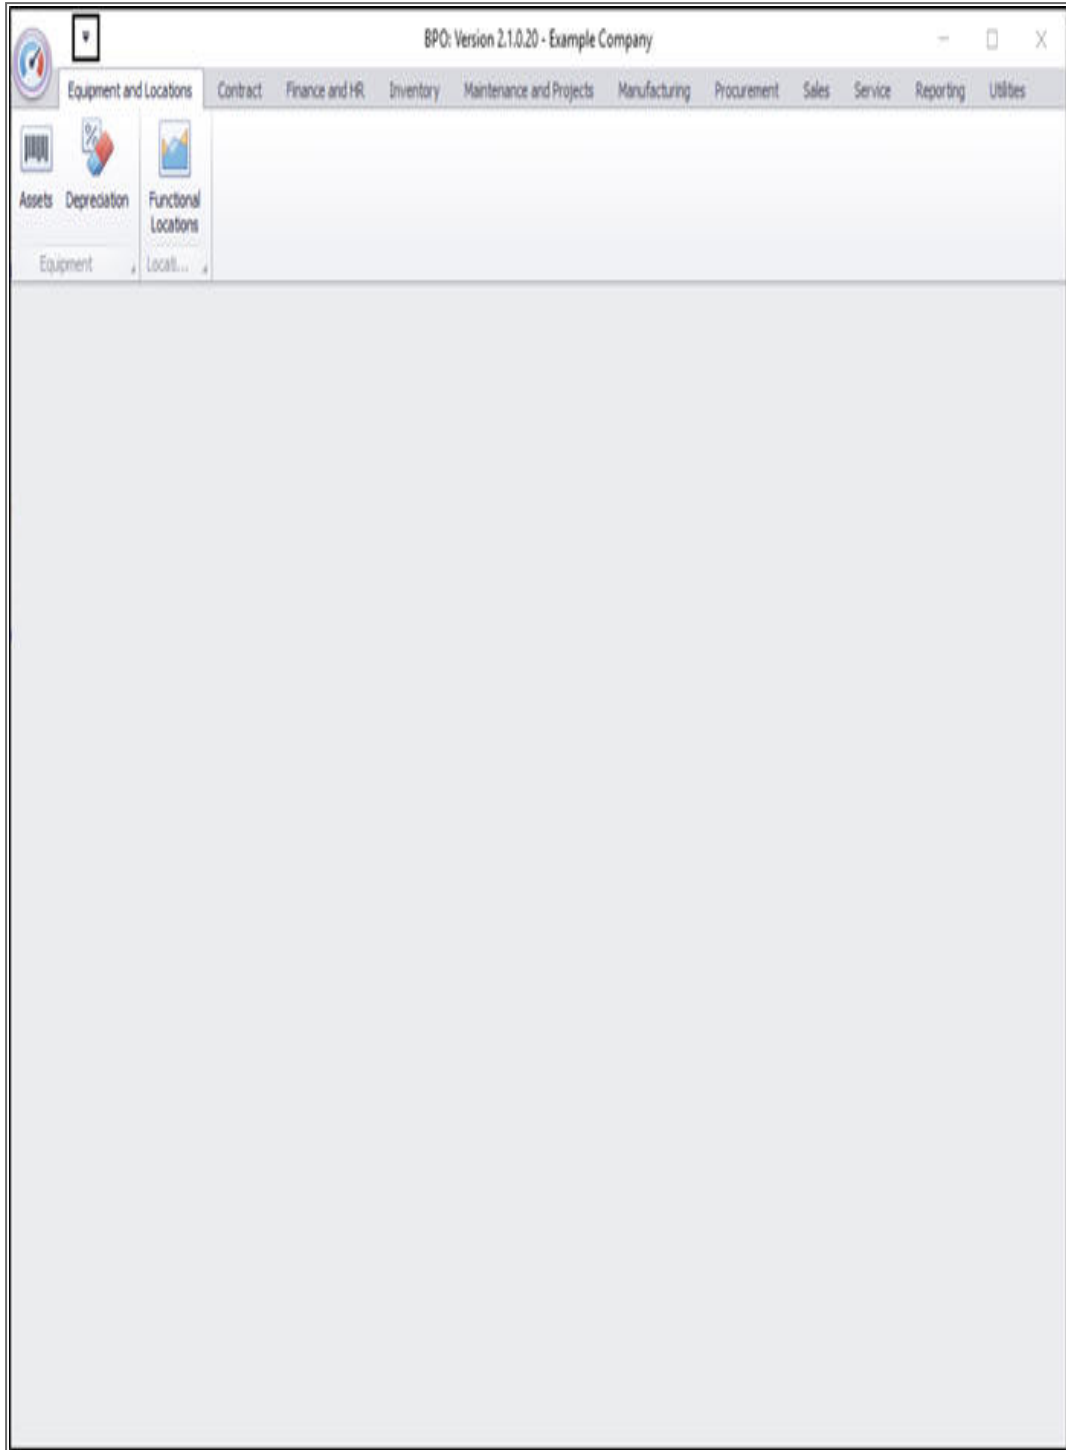 BPO: Version 2.1.0.20 - Example Company
Equipment and Locations Contract Finance and HR Inventory Maintenance and Projects Manufacturing Procurement Sales Service Reporting Utilities
Assets Depreciation Functional
Locations
Equipment Locati...